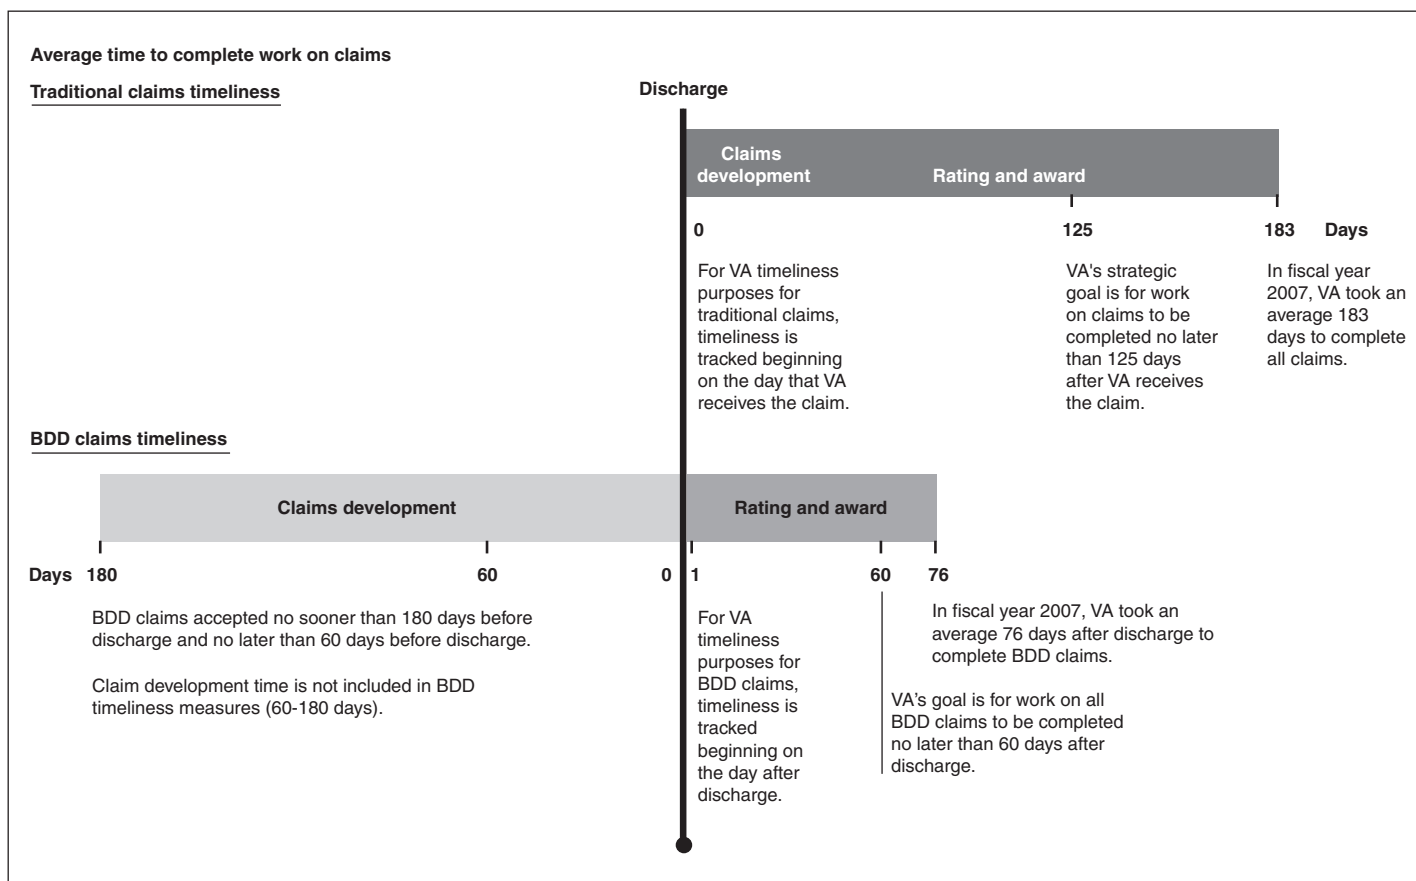 Average time to complete work on claims
Traditional claims timeliness
Discharge
Claims
development
Rating and award
0
125
183 Days
For VA timeliness
purposes for
traditional claims,
timeliness is
tracked beginning
on the day that VA
receives the claim.
VA's strategic
goal is for work
on claims to be
completed no later
than 125 days
after VA receives
the claim.
In fiscal year
2007, VA took an
average 183
days to complete
all claims.
BDD claims timeliness
Claims development
Rating and award
Days 180
60
0
1
60
76
BDD claims accepted no sooner than 180 days before
discharge and no later than 60 days before discharge.
Claim development time is not included in BDD
timeliness measures (60-180 days).
For VA
timeliness
purposes for
BDD claims,
timeliness is
tracked
beginning on
the day after
discharge.
In fiscal year 2007, VA took an
average 76 days after discharge to
complete BDD claims.
VA’s goal is for work on all
BDD claims to be completed
no later than 60 days after
discharge.